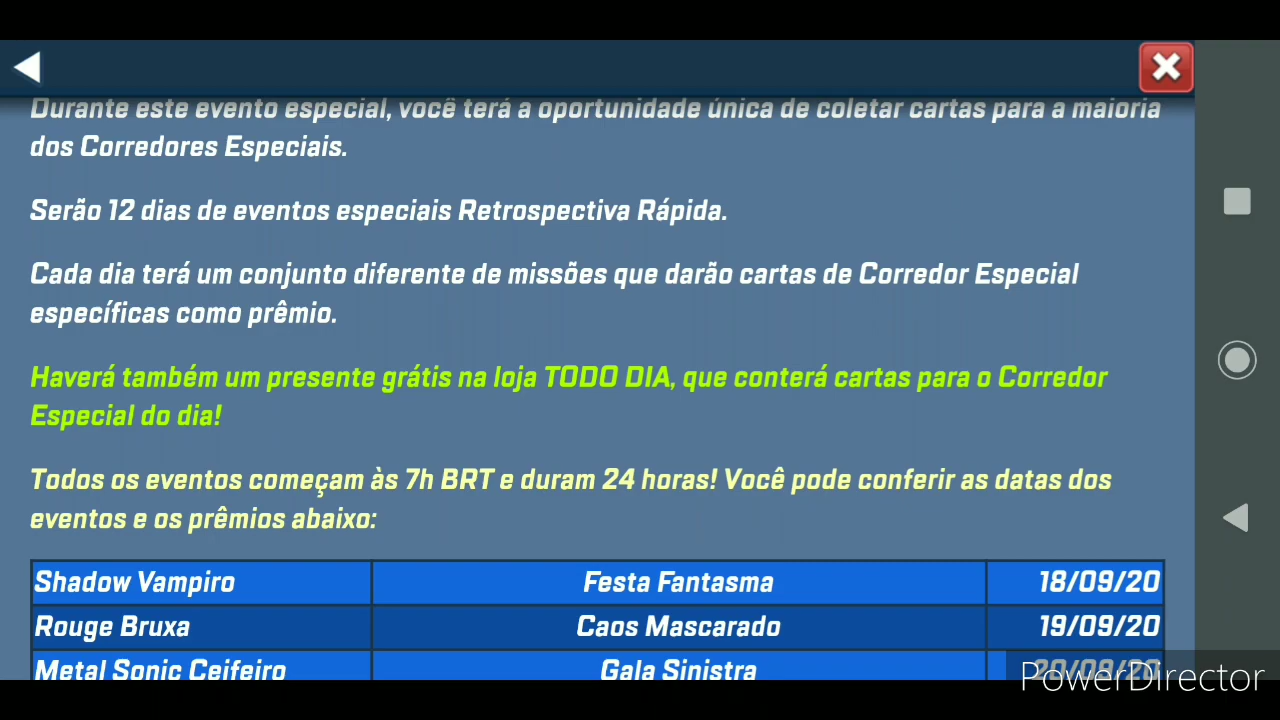 Durante este evento especial, você terá a oportunidade única de coletar cartas para a maioria
dos Corredores Especiais.
Serão 12 dias de eventos especiais Retrospectiva Rápida.
Cada dia terá um conjunto diferente de missões que darão cartas de Corredor Especial
específicas como prêmio.
Haverá também um presente grátis na loja TODO DIA, que conterá cartas para o Corredor
Especial do dia!
Todos os eventos começam às 7h BRT e duram 24 horas! Você pode conferir as datas dos
eventos e os prêmios abaixo:
Shadow Vampiro Festa Fantasma 18/09/20
Rouge Bruxa Caos Mascarado 19/09/20
Metal Sonic Ceifeiro Gala Sinistra 20/09/20
PowerDirector